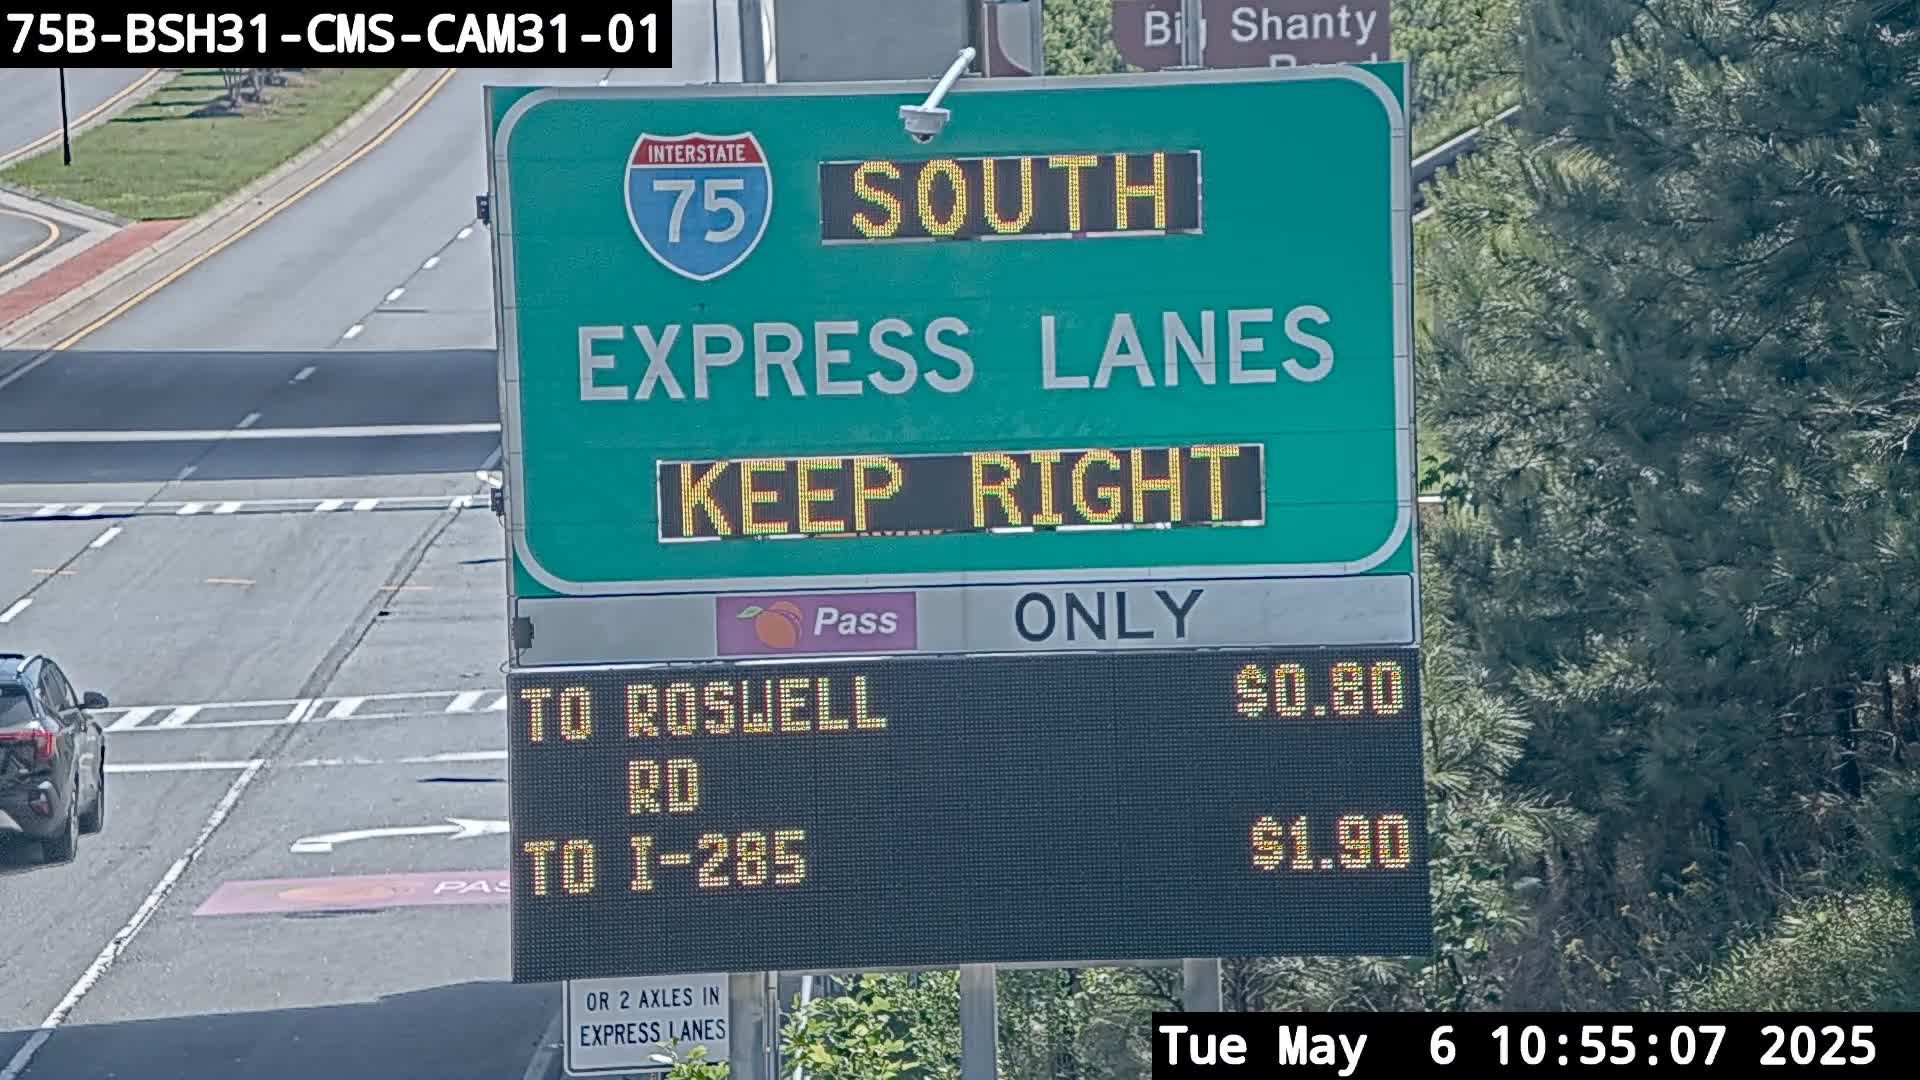 75B-BSH31-CMS-CAM31-01
Big Shanty
Road
INTERSTATE
75
SOUTH
EXPRESS LANES
KEEP RIGHT
Pass
ONLY
TO ROSWELL $0.80
RD
TO I-285 $1.90
PAS
OR 2 AXLES IN
EXPRESS LANES
Tue May 6 10:55:07 2025